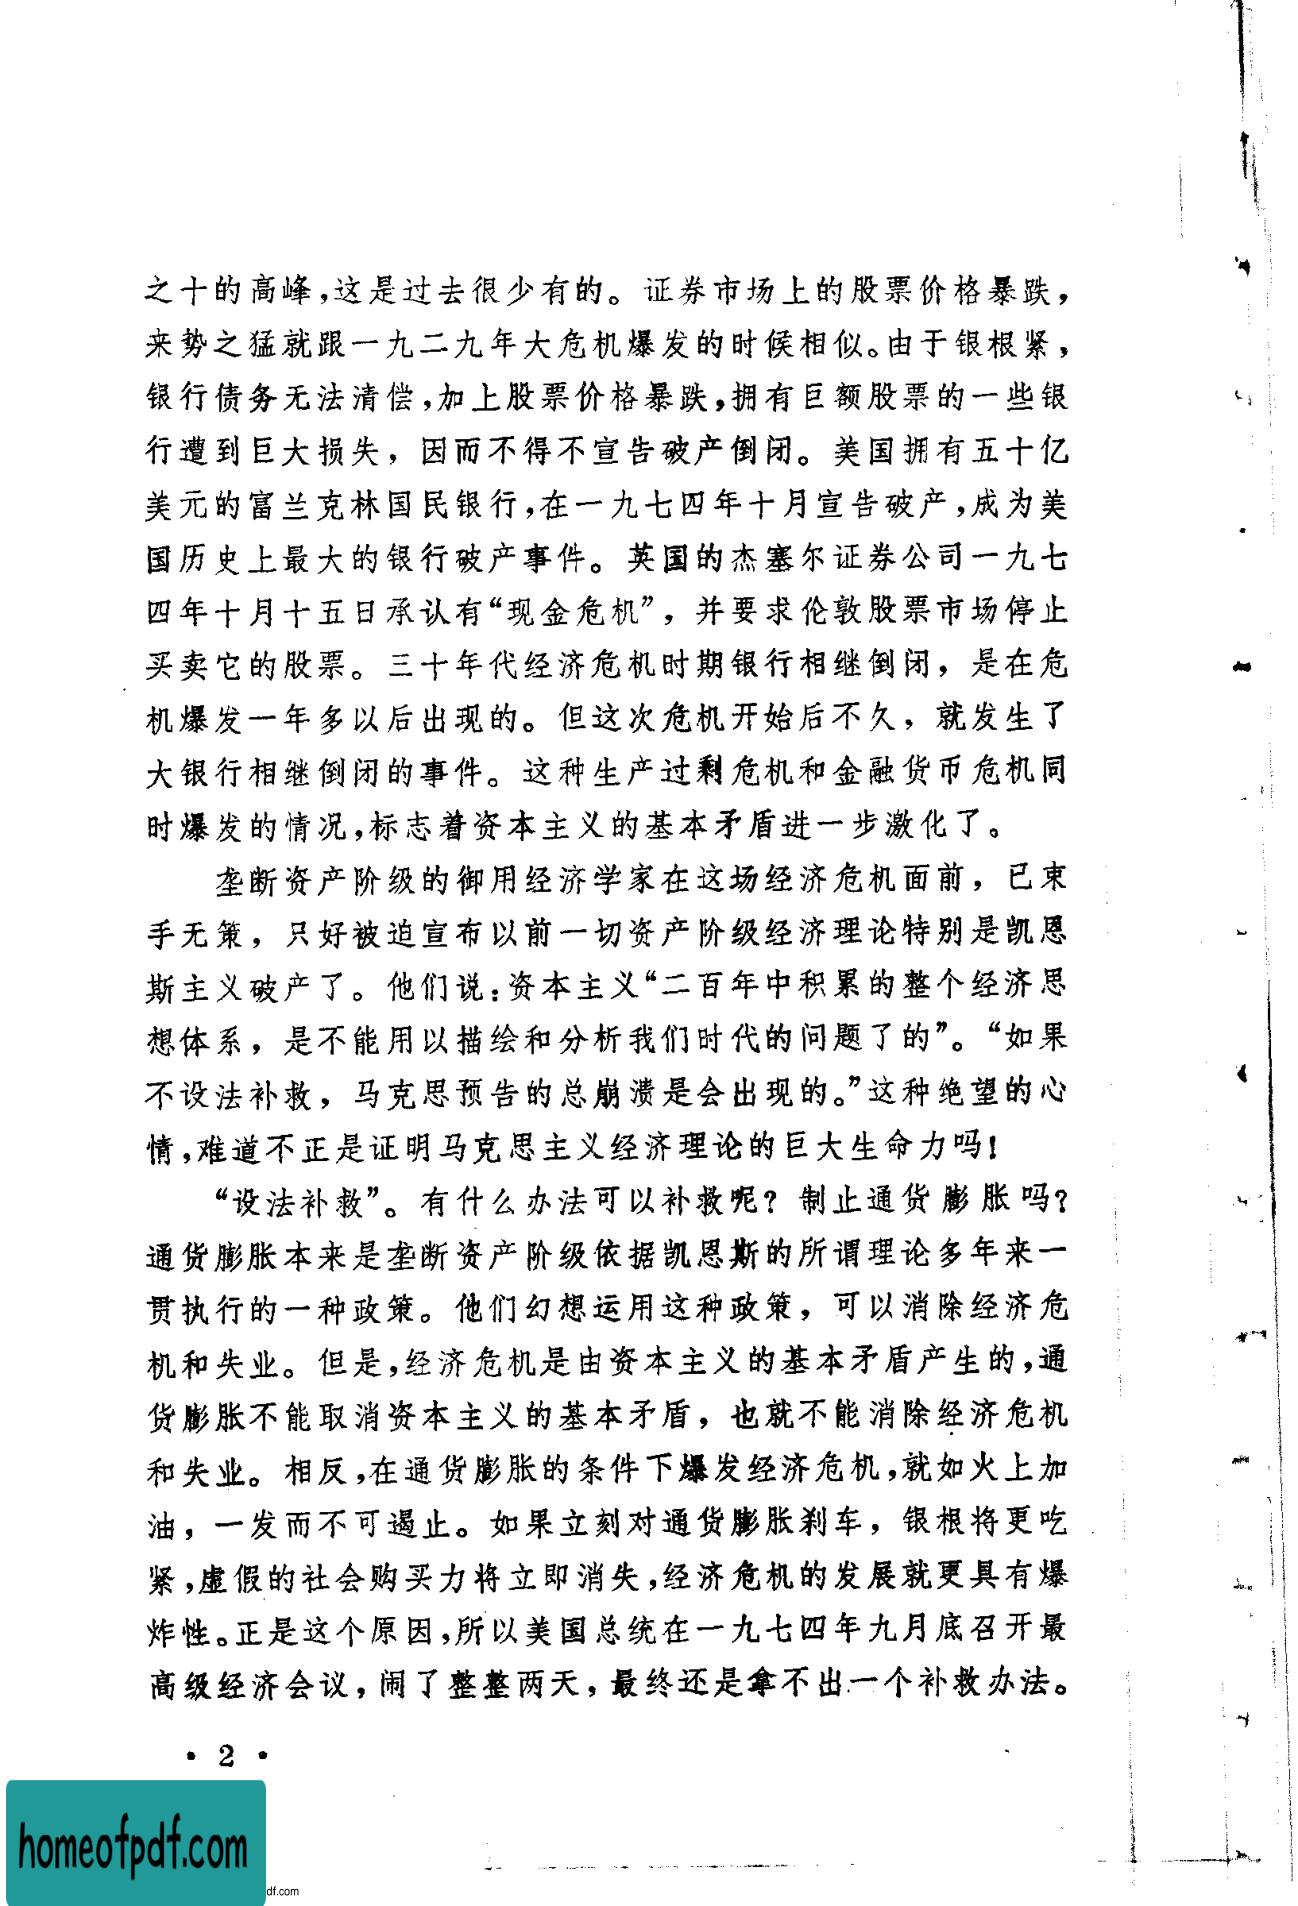 之十的高峰，这是过去很少有的。证券市场上的股票价格暴跌，
来势之猛就跟一九二九年大危机爆发的时候相似。由于银根紧，
银行债务无法清偿，加上股票价格暴跌，拥有巨额股票的一些银
行遭到巨大损失，因而不得不宣告破产倒闭。美国拥有五十亿
美元的富兰克林国民银行，在一九七四年十月宣告破产，成为美
国历史上最大的银行破产事件。英国的杰塞尔证券公司一九七
四年十月十五日承认有“现金危机”，并要求伦敦股票市场停止
买卖它的股票。三十年代经济危机时期银行相继倒闭，是在危
机爆发一年多以后出现的。但这次危机开始后不久，就发生了
大银行相继倒闭的事件。这种生产过剩危机和金融货币危机同
时爆发的情况，标志着资本主义的基本矛盾进一步激化了。
垄断资产阶级的御用经济学家在这场经济危机面前，已束
手无策，只好被迫宣布以前一切资产阶级经济理论特别是凯恩
斯主义破产了。他们说：资本主义“二百年中积累的整个经济思
想体系，是不能用以描绘和分析我们时代的问题了的”。“如果
不设法补救，马克思预告的总崩溃是会出现的。”这种绝望的心
情，难道不正是证明马克思主义经济理论的巨大生命力吗！
“设法补救”。有什么办法可以补救呢？制止通货膨胀吗？
通货膨胀本来是垄断资产阶级依据凯恩斯的所谓理论多年来一
贯执行的一种政策。他们幻想运用这种政策，可以消除经济危
机和失业。但是，经济危机是由资本主义的基本矛盾产生的，通
货膨胀不能取消资本主义的基本矛盾，也就不能消除经济危机
和失业。相反，在通货膨胀的条件下爆发经济危机，就如火上加
油，一发而不可遏止。如果立刻对通货膨胀刹车，银根将更吃
紧，虚假的社会购买力将立即消失，经济危机的发展就更具有爆
炸性。正是这个原因，所以美国总统在一九七四年九月底召开最
高级经济会议，闹了整整两天，最终还是拿不出一个补救办法。
• 2 •
homeofpdf.com
df.com